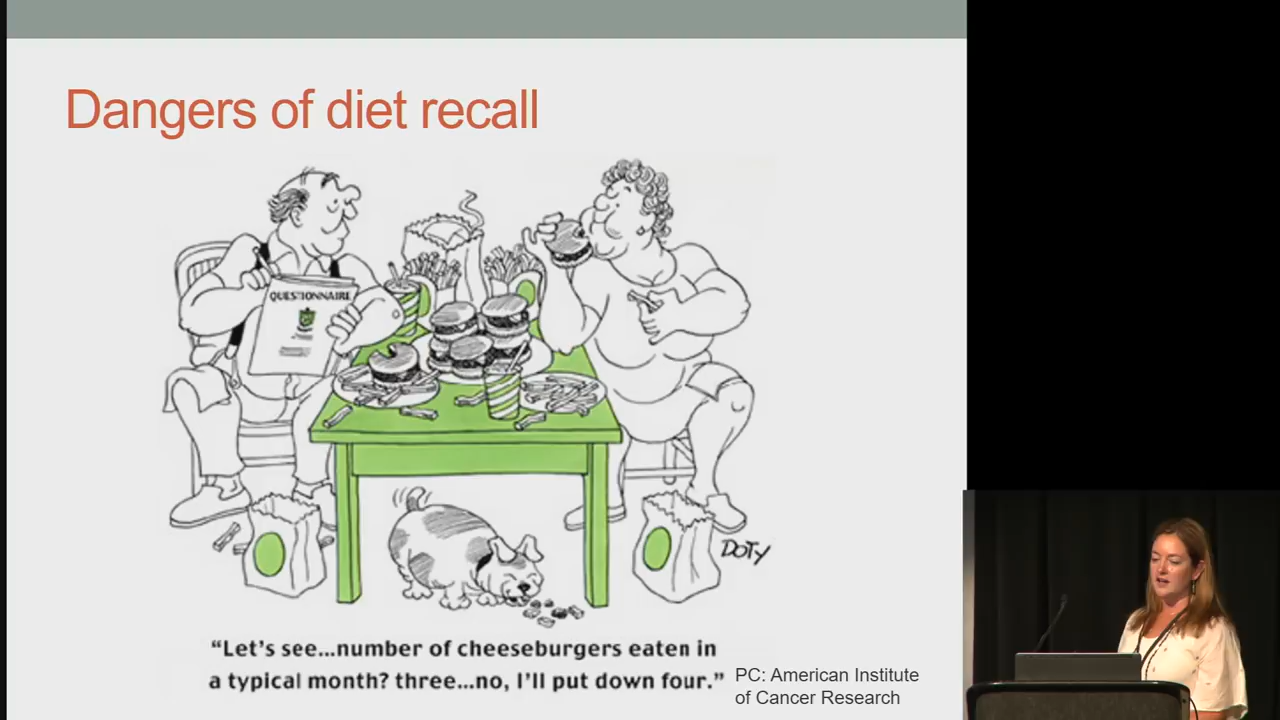 Dangers of diet recall
QUESTIONNAIRE
DOTY
“Let's see...number of cheeseburgers eaten in
a typical month? three...no, I'll put down four.”
PC: American Institute
of Cancer Research